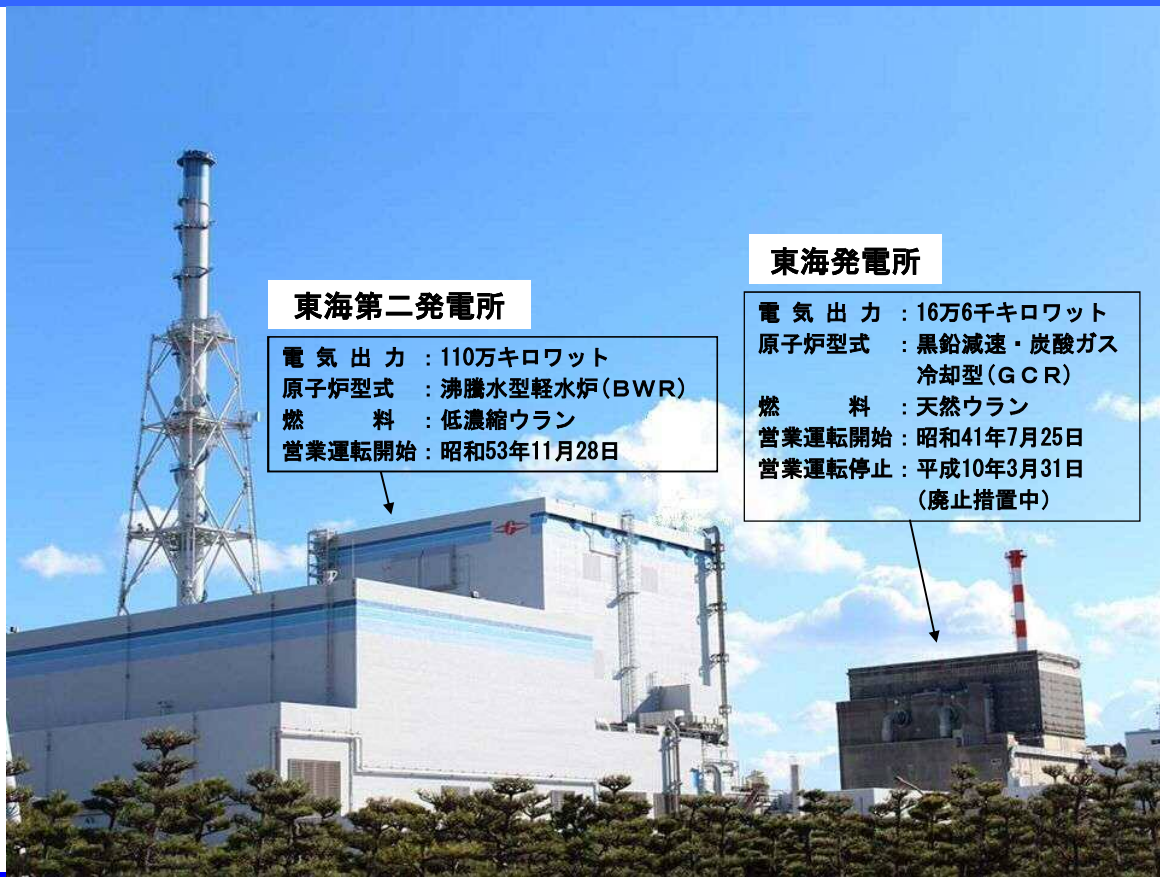 東海第二発電所
電気出力：110万キロワット
原子炉型式：沸騰水型軽水炉(BWR)
燃料：低濃縮ウラン
営業運転開始：昭和53年11月28日
東海発電所
電気出力：16万6千キロワット
原子炉型式：黒鉛減速・炭酸ガス
冷却型(GCR)
燃料：天然ウラン
営業運転開始：昭和41年7月25日
営業運転停止：平成10年3月31日
(廃止措置中)